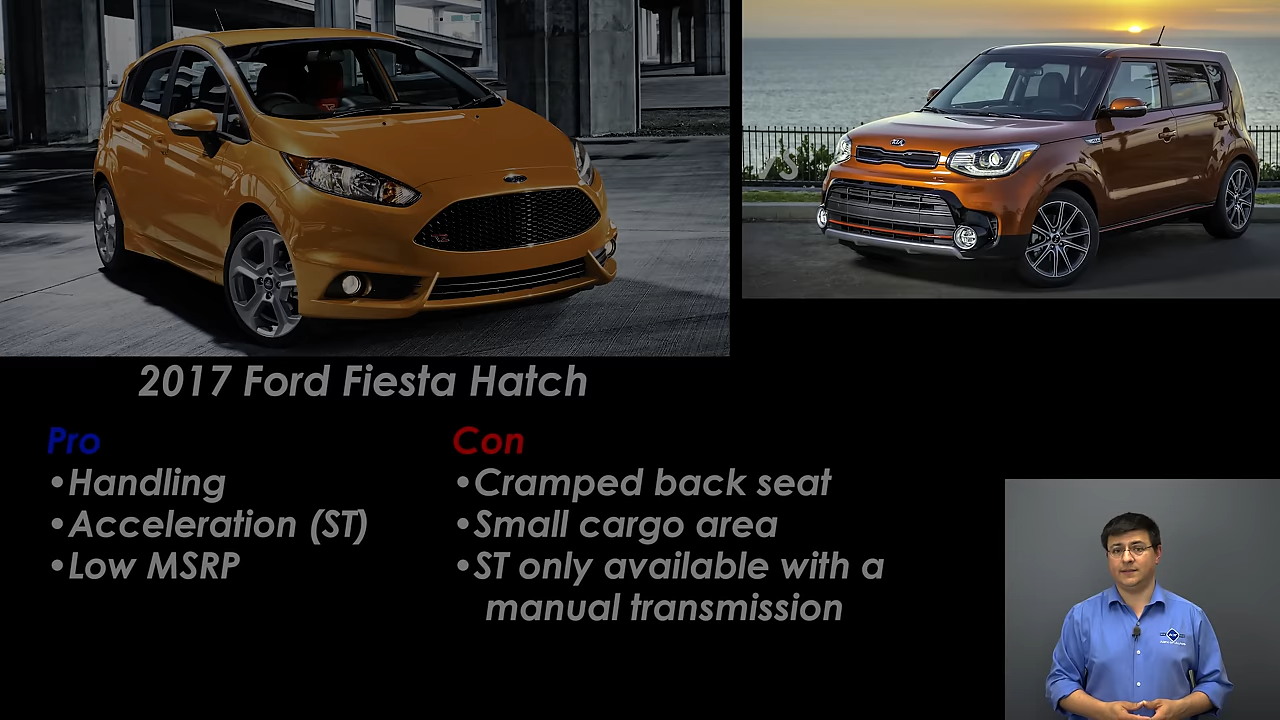 KIA
2017 Ford Fiesta Hatch
Pro
•Handling
•Acceleration (ST)
•Low MSRP
Con
•Cramped back seat
•Small cargo area
•ST only available with a
manual transmission